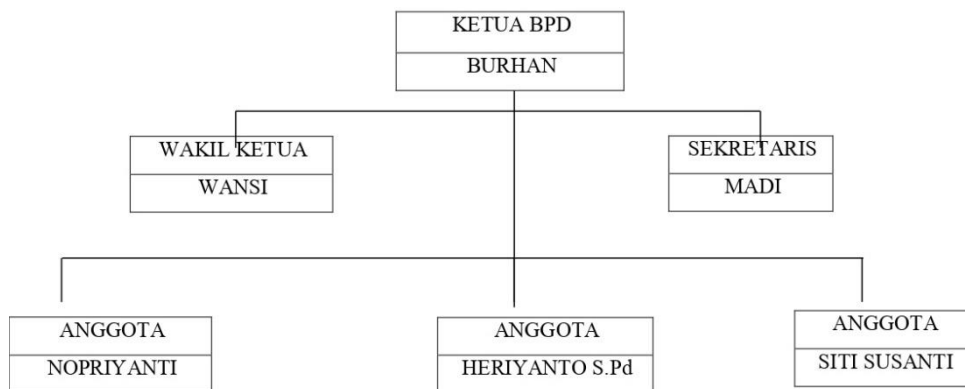 KETUA BPD
BURHAN
WAKIL KETUA
WANSI
SEKRETARIS
MADI
ANGGOTA
NOPRIYANTI
ANGGOTA
HERIYANTO S.Pd
ANGGOTA
SITI SUSANTI